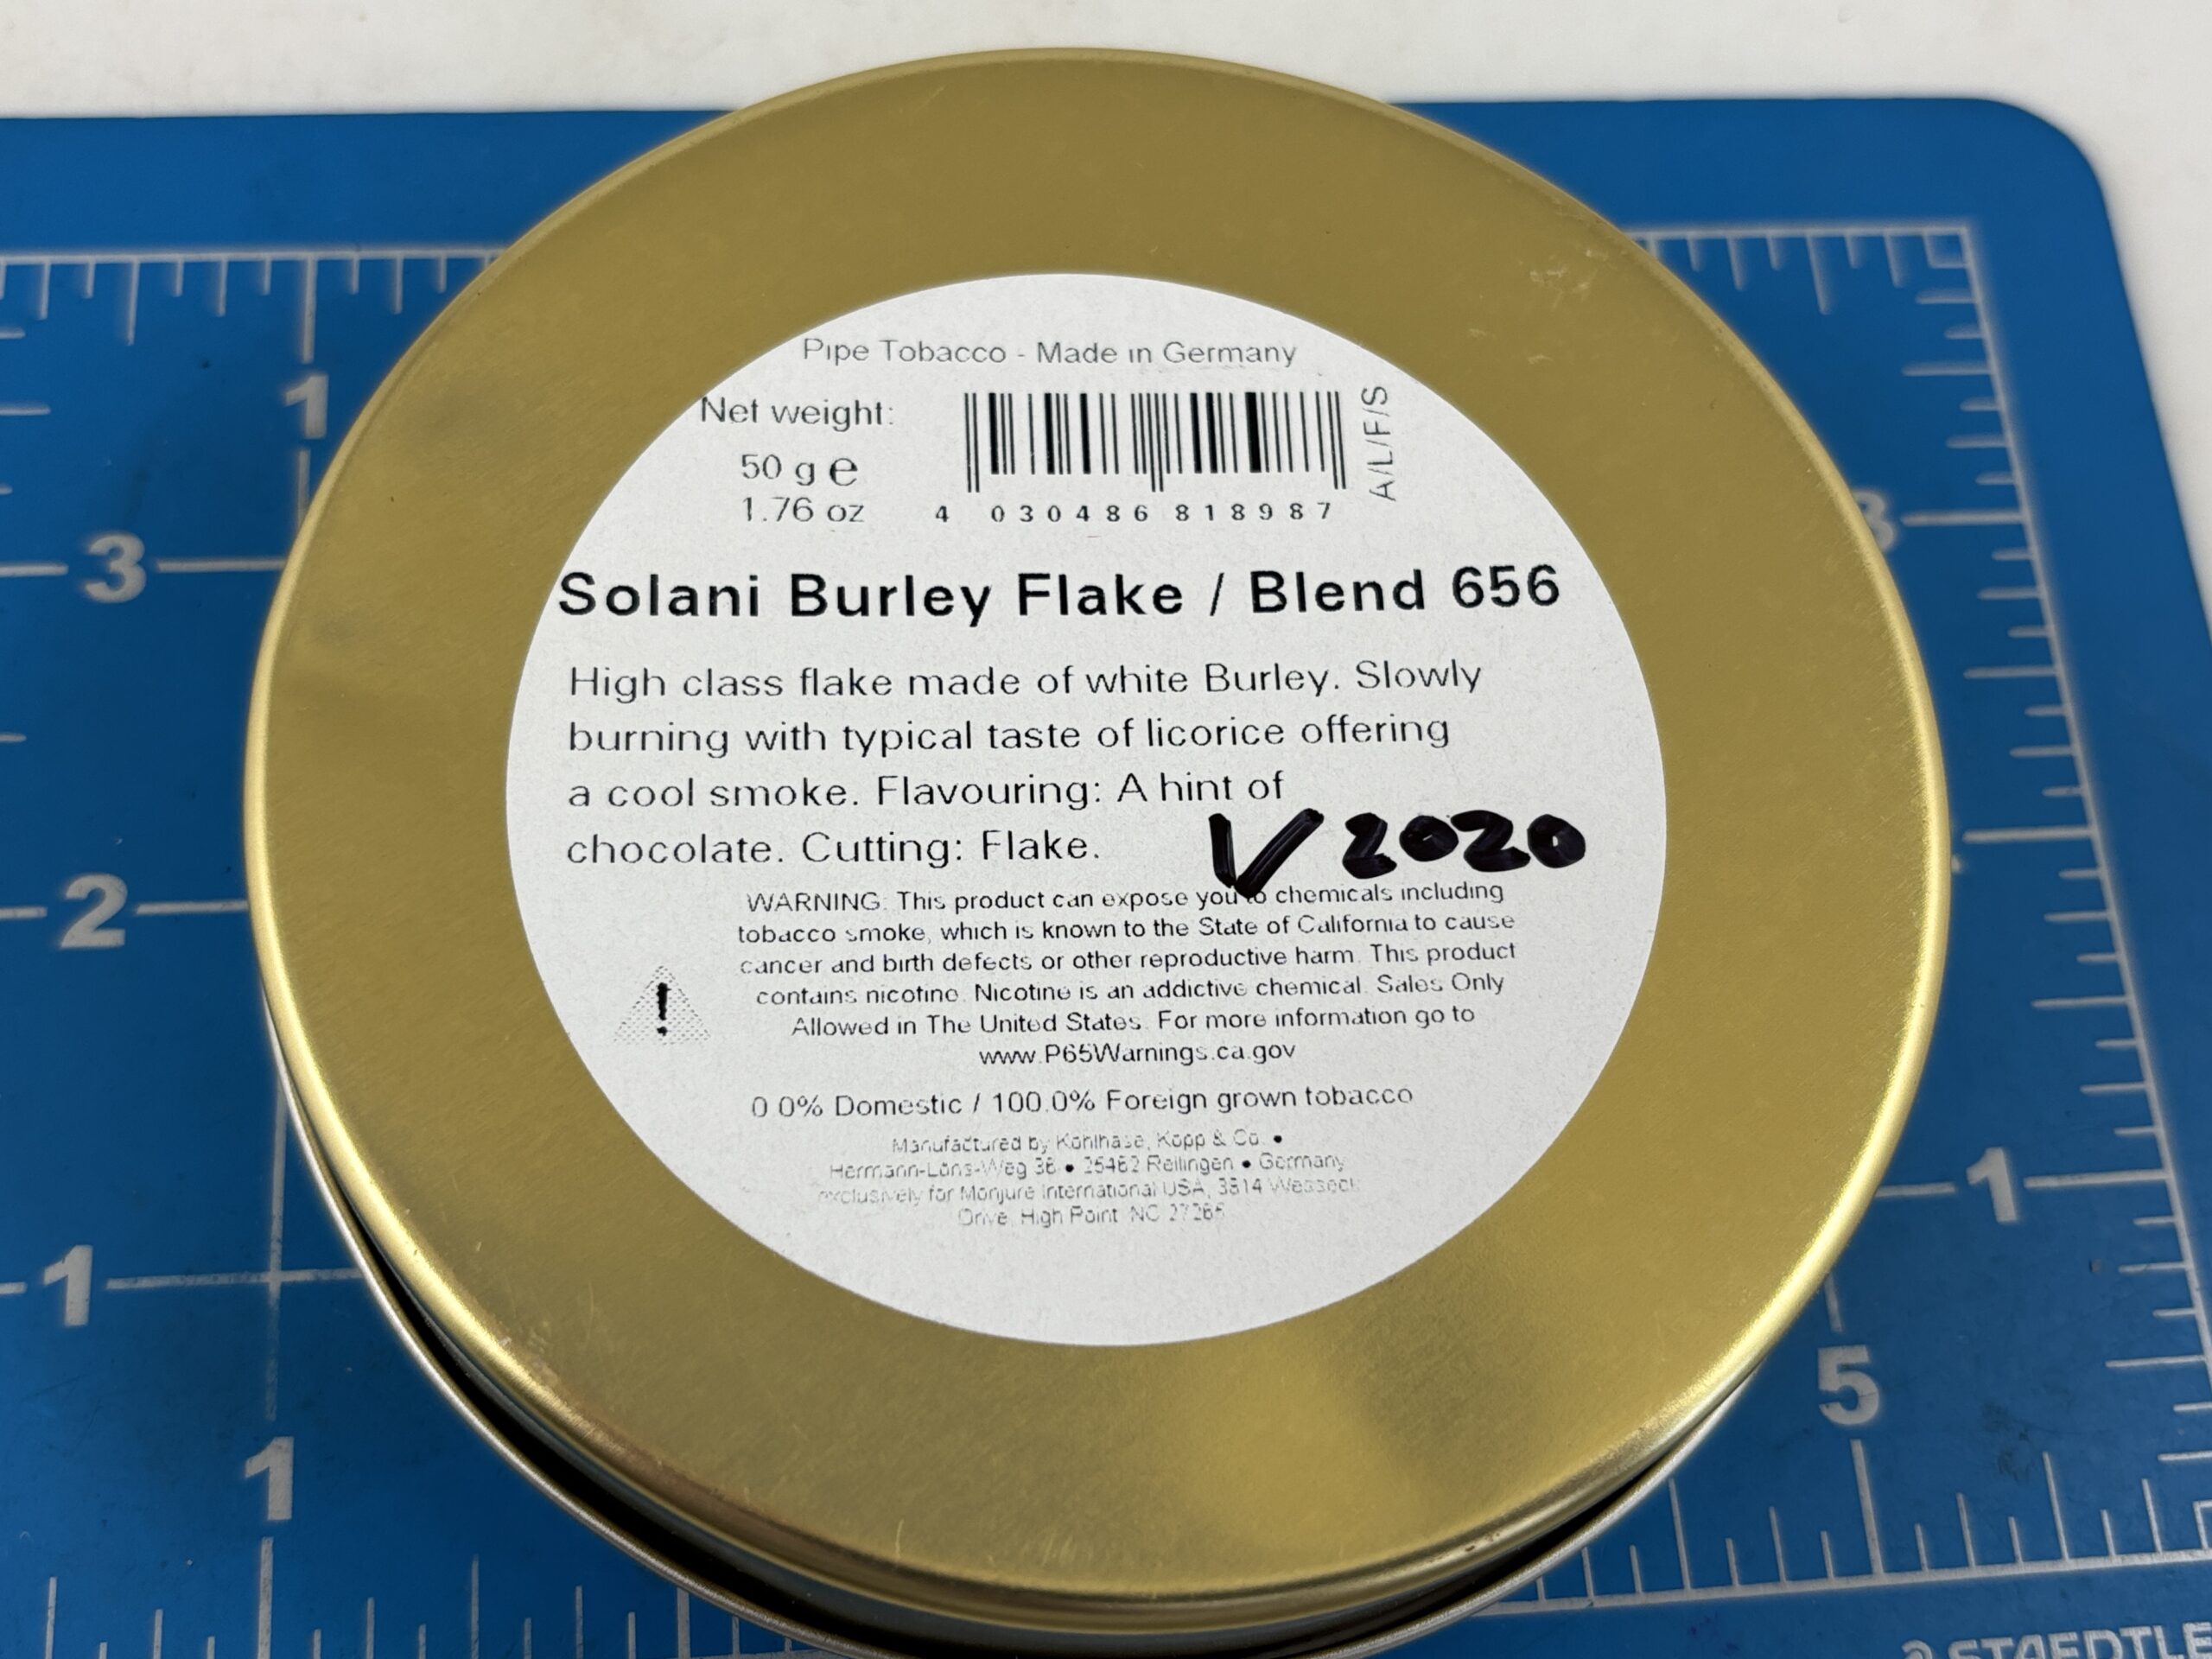 Pipe Tobacco - Made in Germany
Net weight:
50 g e
1.76 oz
4 030486 818987
A/L/F/S
Solani Burley Flake / Blend 656
High class flake made of white Burley. Slowly
burning with typical taste of licorice offering
a cool smoke. Flavouring: A hint of
chocolate. Cutting: Flake.
V 2020
WARNING: This product can expose you to chemicals including
tobacco smoke, which is known to the State of California to cause
cancer and birth defects or other reproductive harm. This product
contains nicotine. Nicotine is an addictive chemical. Sales Only
Allowed in The United States. For more information go to
www.P65Warnings.ca.gov
!
0.0% Domestic / 100.0% Foreign grown tobacco
Manufactured by Kohlhase, Kopp & Co. •
Hermann-Löns-Weg 36 • 25462 Rellingen • Germany
exclusively for Monjure International USA, 3814
Drive, High Point, NC
1
3
2
1
1
3
1
5
STAEDTLE